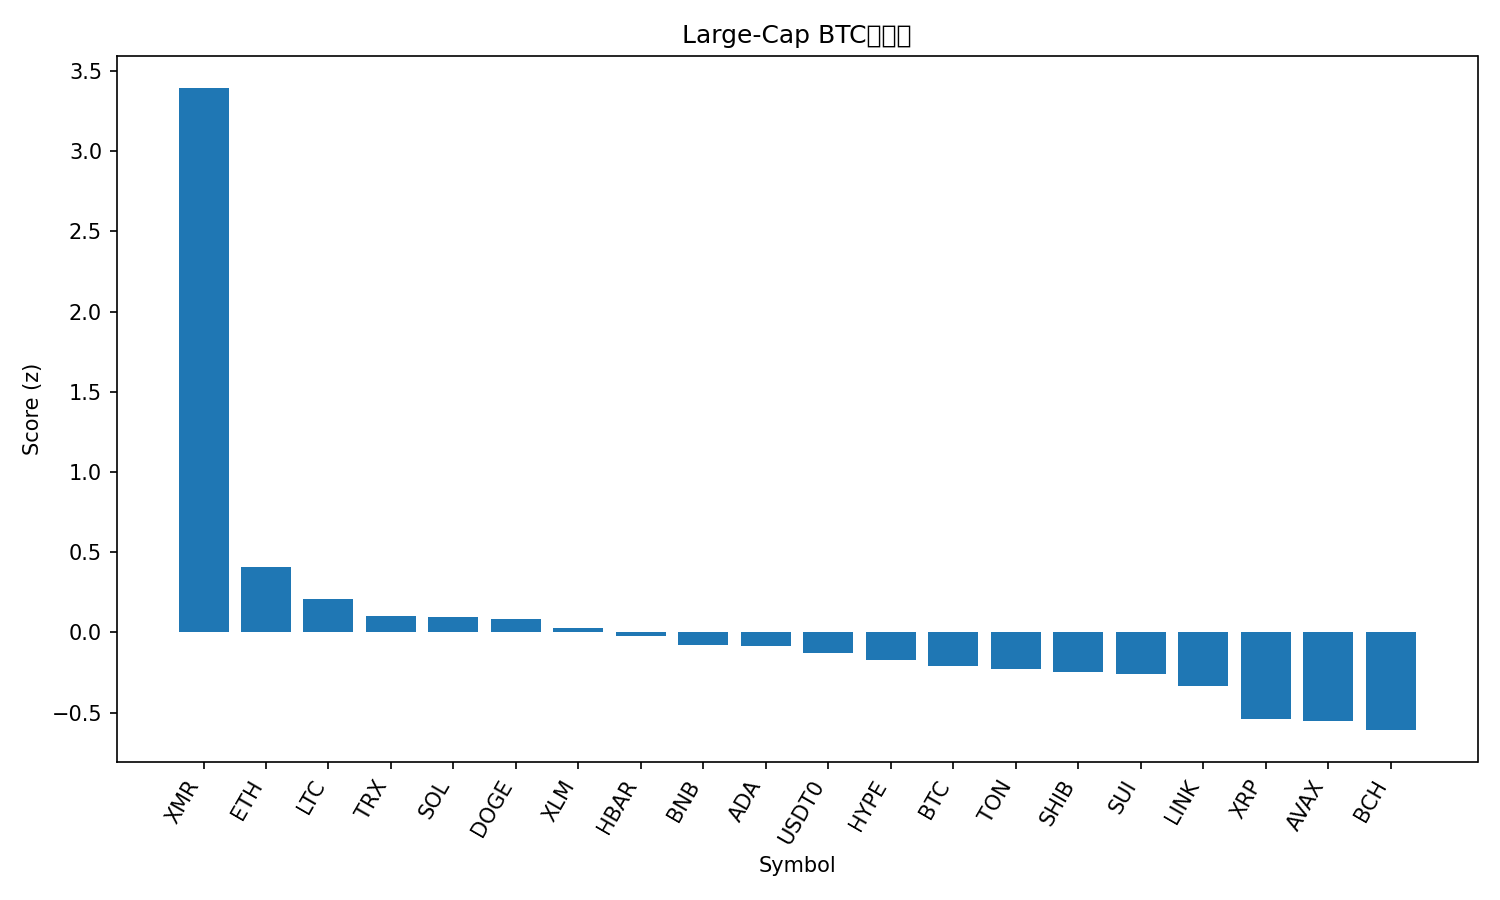 Large-Cap BTC
3.5
3.0
2.5
2.0
1.5
1.0
0.5
0.0
−0.5
Score (z)
XMR ETH LTC TRX SOL DOGE XLM HBAR BNB ADA USDT0 HYPE BTC TON SHIB SUI LINK XRP AVAX BCH
Symbol